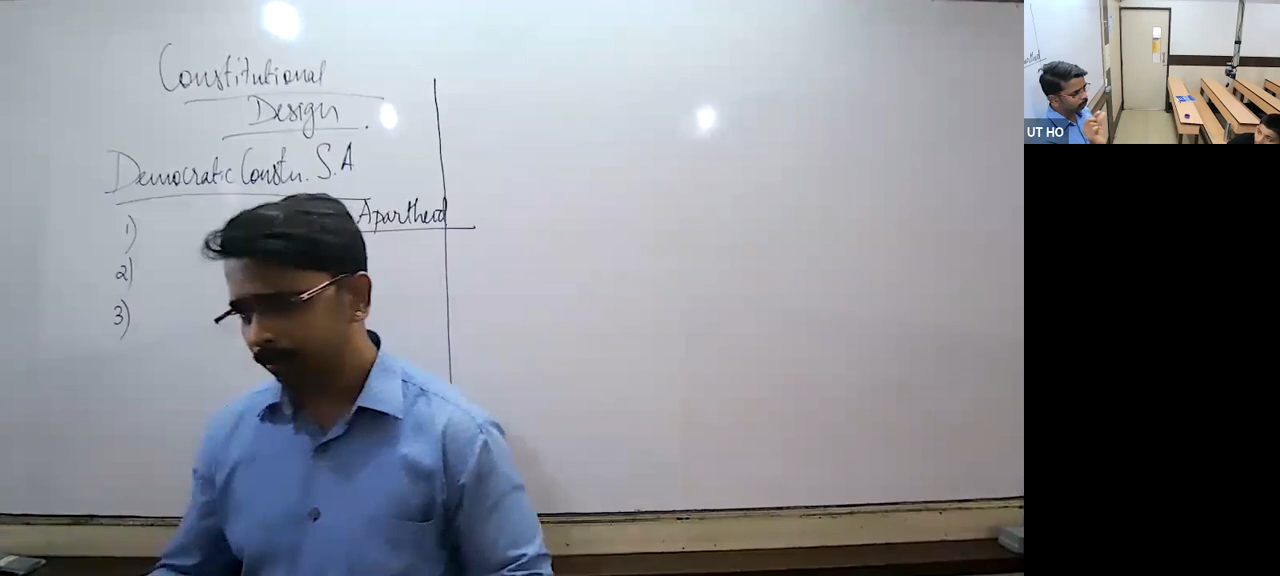 Constitutional
Design.
Democratic Constn. S.A
Apartheid
1)
2)
3)
UT HO